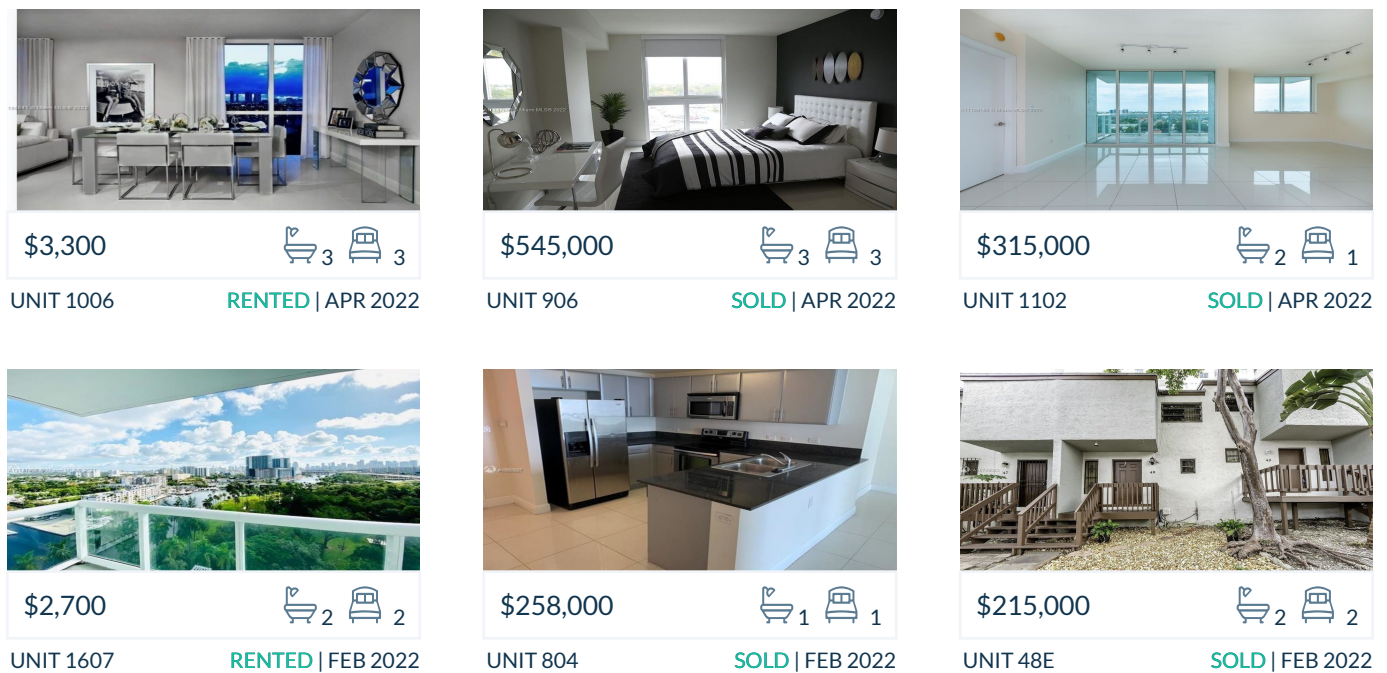 $3,300 3 3
UNIT 1006 RENTED | APR 2022
$545,000 3 3
UNIT 906 SOLD | APR 2022
$315,000 2 1
UNIT 1102 SOLD | APR 2022
$2,700 2 2
UNIT 1607 RENTED | FEB 2022
$258,000 1 1
UNIT 804 SOLD | FEB 2022
$215,000 2 2
UNIT 48E SOLD | FEB 2022